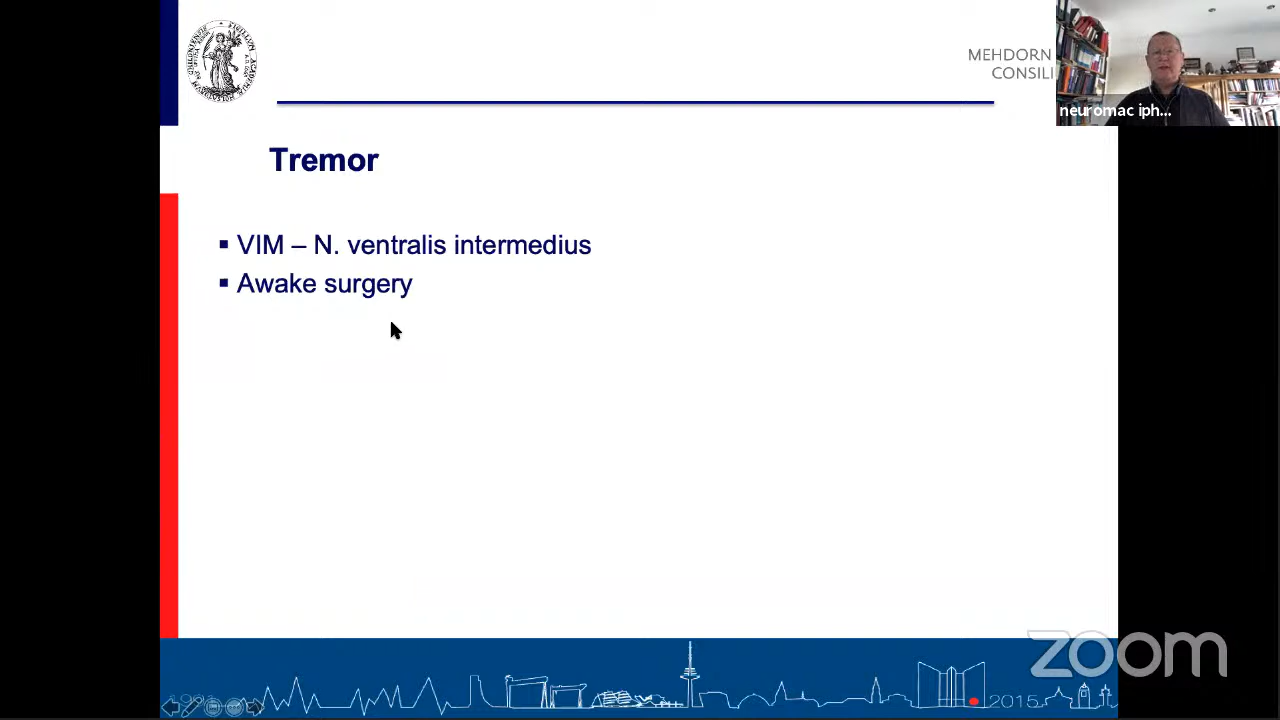 MEHDORN
CONSILI
neuromac iph...
Tremor
▪ VIM – N. ventralis intermedius
▪ Awake surgery
zoom
2015